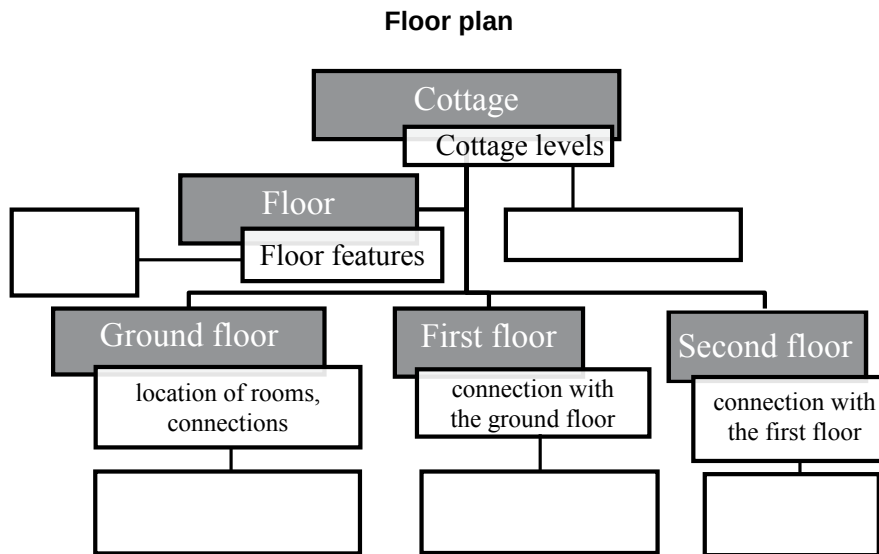 Floor plan
Cottage
Cottage levels
Floor
Floor features
Ground floor
location of rooms,
connections
First floor
connection with
the ground floor
Second floor
connection with
the first floor